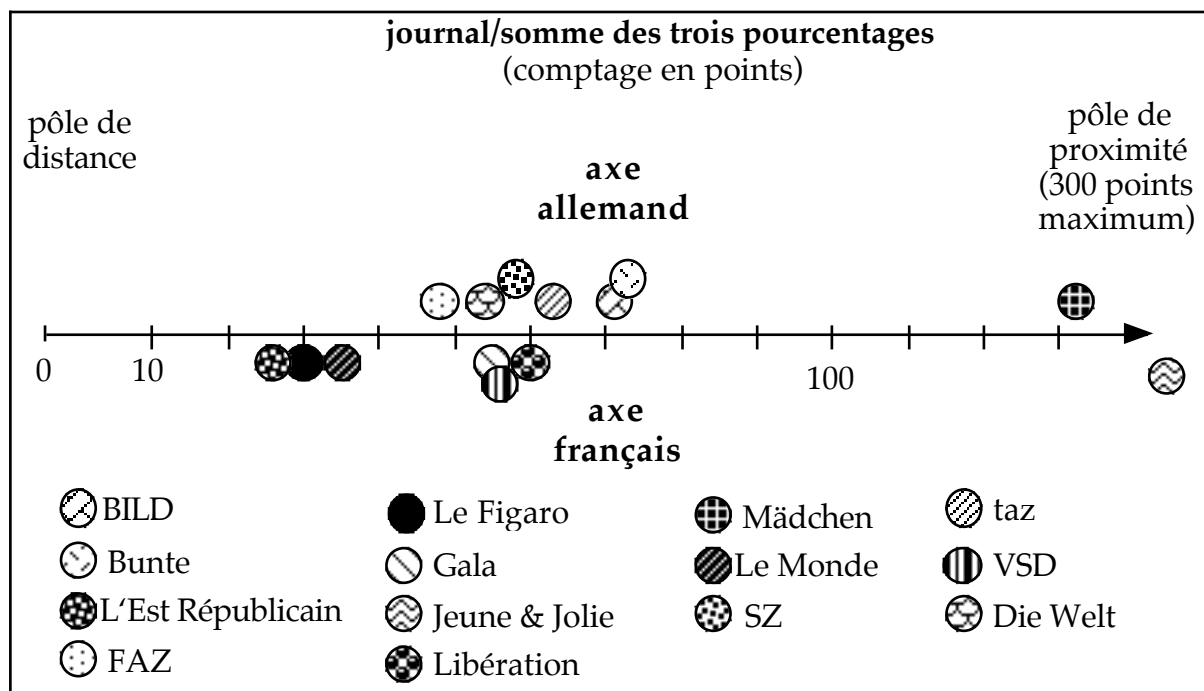 journal/somme des trois pourcentages
(comptage en points)
pôle de
distance
pôle de
proximité
(300 points
maximum)
axe
allemand
0
10
100
axe
français
BILD
Le Figaro
Mädchen
taz
Bunte
Gala
Le Monde
VSD
L‘Est Républicain
Jeune & Jolie
SZ
Die Welt
FAZ
Libération